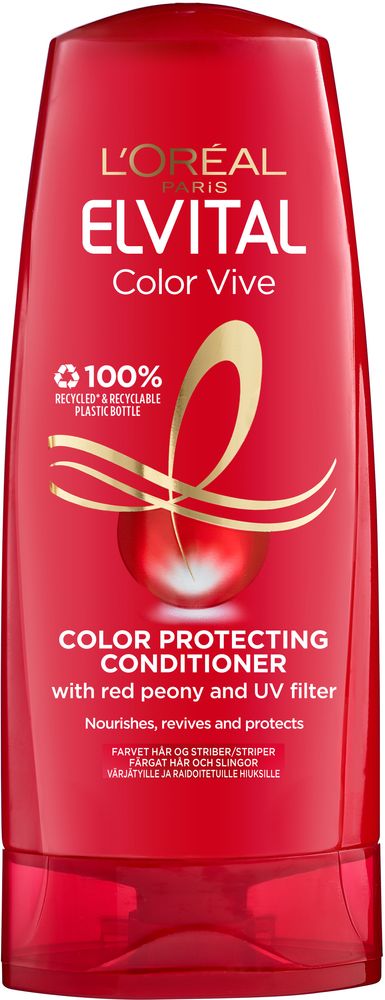 L'ORÉAL
PARIS
ELVITAL
Color Vive
100%
RECYCLED* & RECYCLABLE
PLASTIC BOTTLE
COLOR PROTECTING
CONDITIONER
with red peony and UV filter
Nourishes, revives and protects
FARVET HÅR OG STRIBER/STRIPER
FÄRGAT HÅR OCH SLINGOR
VÄRJÄTYILLE JA RAIDOITETUILLE HIUKSILLE